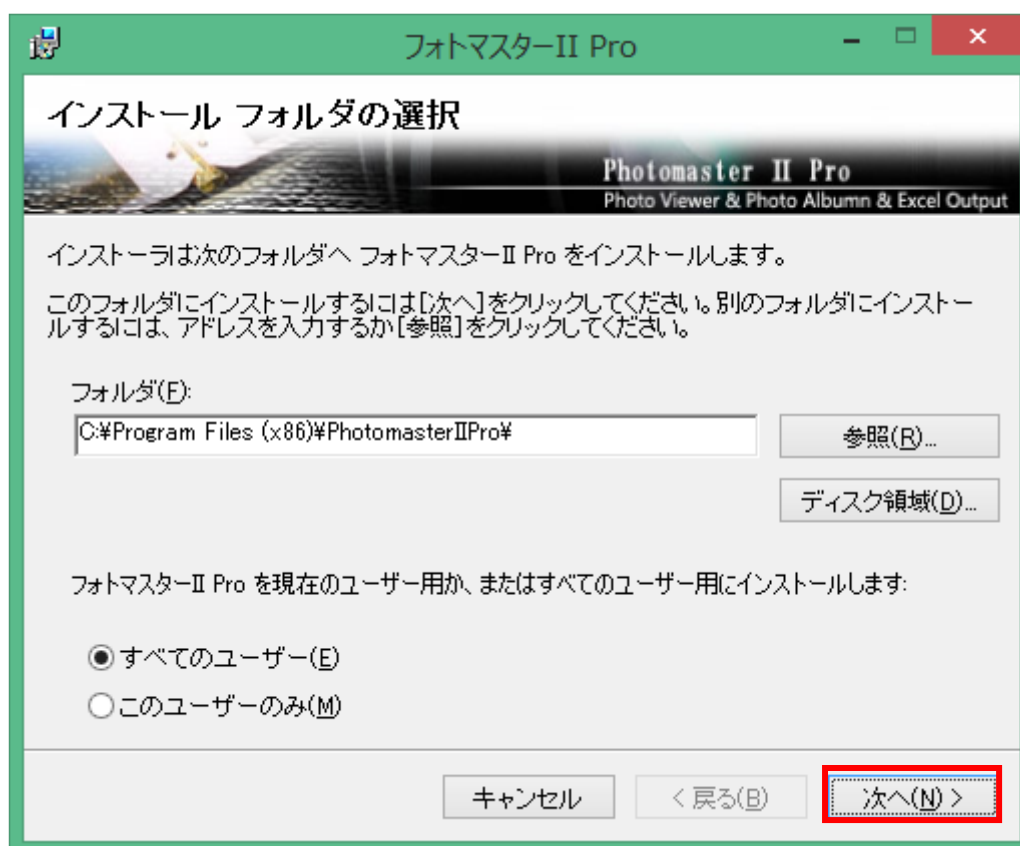 フォトマスターII Pro
インストール フォルダの選択
Photomaster II Pro
Photo Viewer & Photo Albumn & Excel Output
インストーラは次のフォルダへ フォトマスターⅡ Pro をインストールします。
このフォルダにインストールするには[次へ]をクリックしてください。別のフォルダにインストー
ルするには、アドレスを入力するか[参照]をクリックしてください。
フォルダ(F):
C:¥Program Files (x86)¥PhotomasterⅡPro¥
参照(R)...
ディスク領域(D)...
フォトマスターⅡ Pro を現在のユーザー用か、またはすべてのユーザー用にインストールします:
すべてのユーザー(E)
このユーザーのみ(M)
キャンセル
< 戻る(B)
次へ(N) >